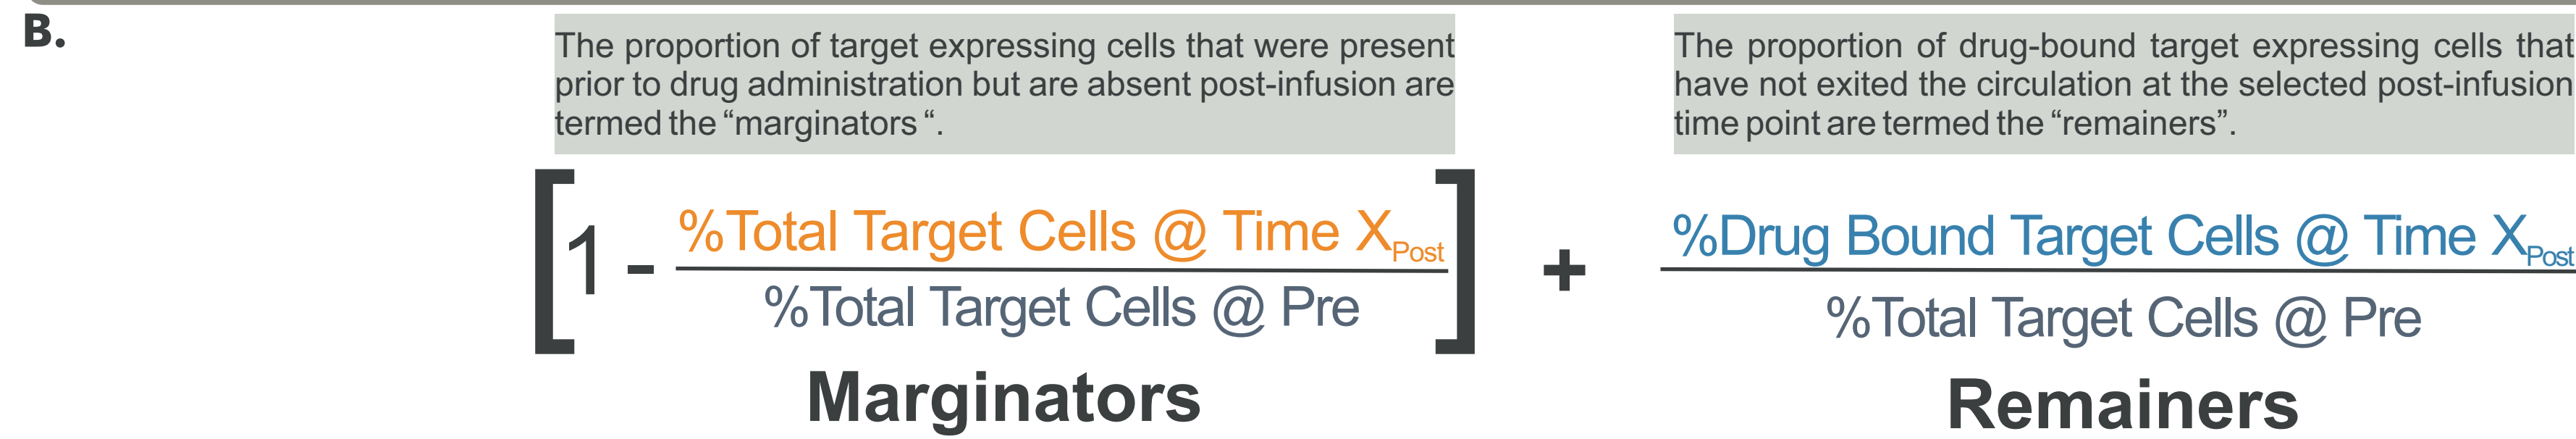 B.
The proportion of target expressing cells that were present
prior to drug administration but are absent post-infusion are
termed the “marginators “.
The proportion of drug-bound target expressing cells that
have not exited the circulation at the selected post-infusion
time point are termed the “remainers”.
[1 - %Total Target Cells @ Time XPost
%Total Target Cells @ Pre ]
+
%Drug Bound Target Cells @ Time XPost
%Total Target Cells @ Pre
Marginators
Remainers